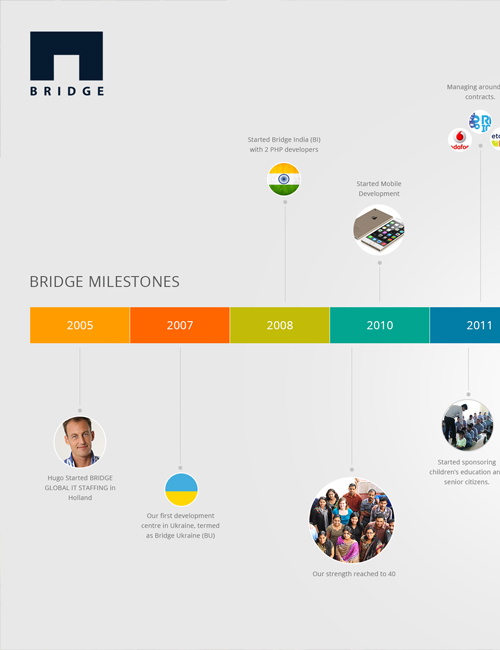 BRIDGE
Managing around
contracts.
Started Bridge India (BI)
with 2 PHP developers
Started Mobile
Development
BRIDGE MILESTONES
2005
2007
2008
2010
2011
Hugo Started BRIDGE
GLOBAL IT STAFFING in
Holland
Our first development
centre in Ukraine, termed
as Bridge Ukraine (BU)
Our strength reached to 40
Started sponsoring
children's education an
senior citizens.